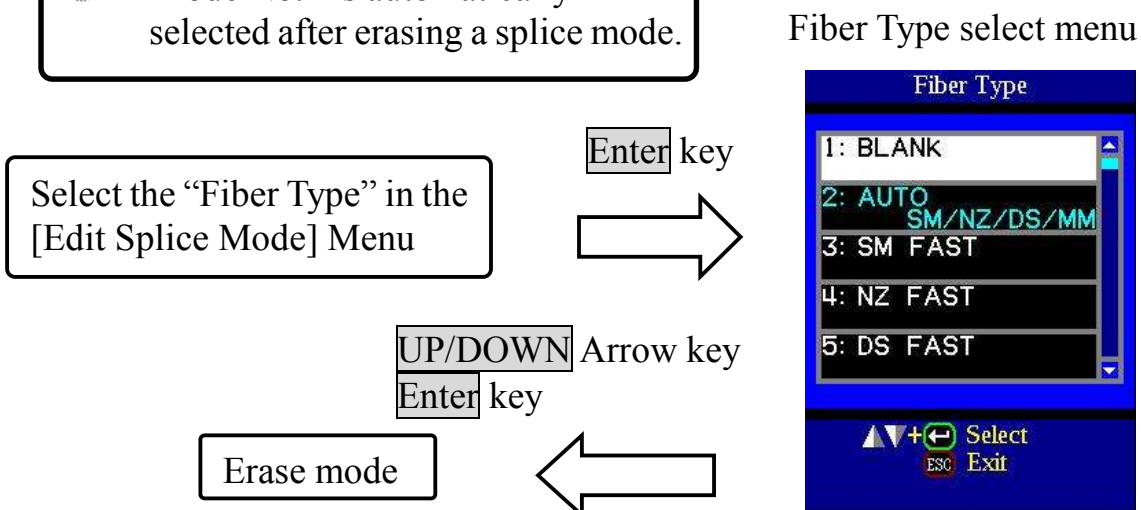 selected after erasing a splice mode.
Fiber Type select menu
Fiber Type
Enter key
1: BLANK
2: AUTO
SM/NZ/DS/MM
3: SM FAST
4: NZ FAST
5: DS FAST
Select the “Fiber Type” in the
[Edit Splice Mode] Menu
UP/DOWN Arrow key
Enter key
+ Select
ESC Exit
Erase mode